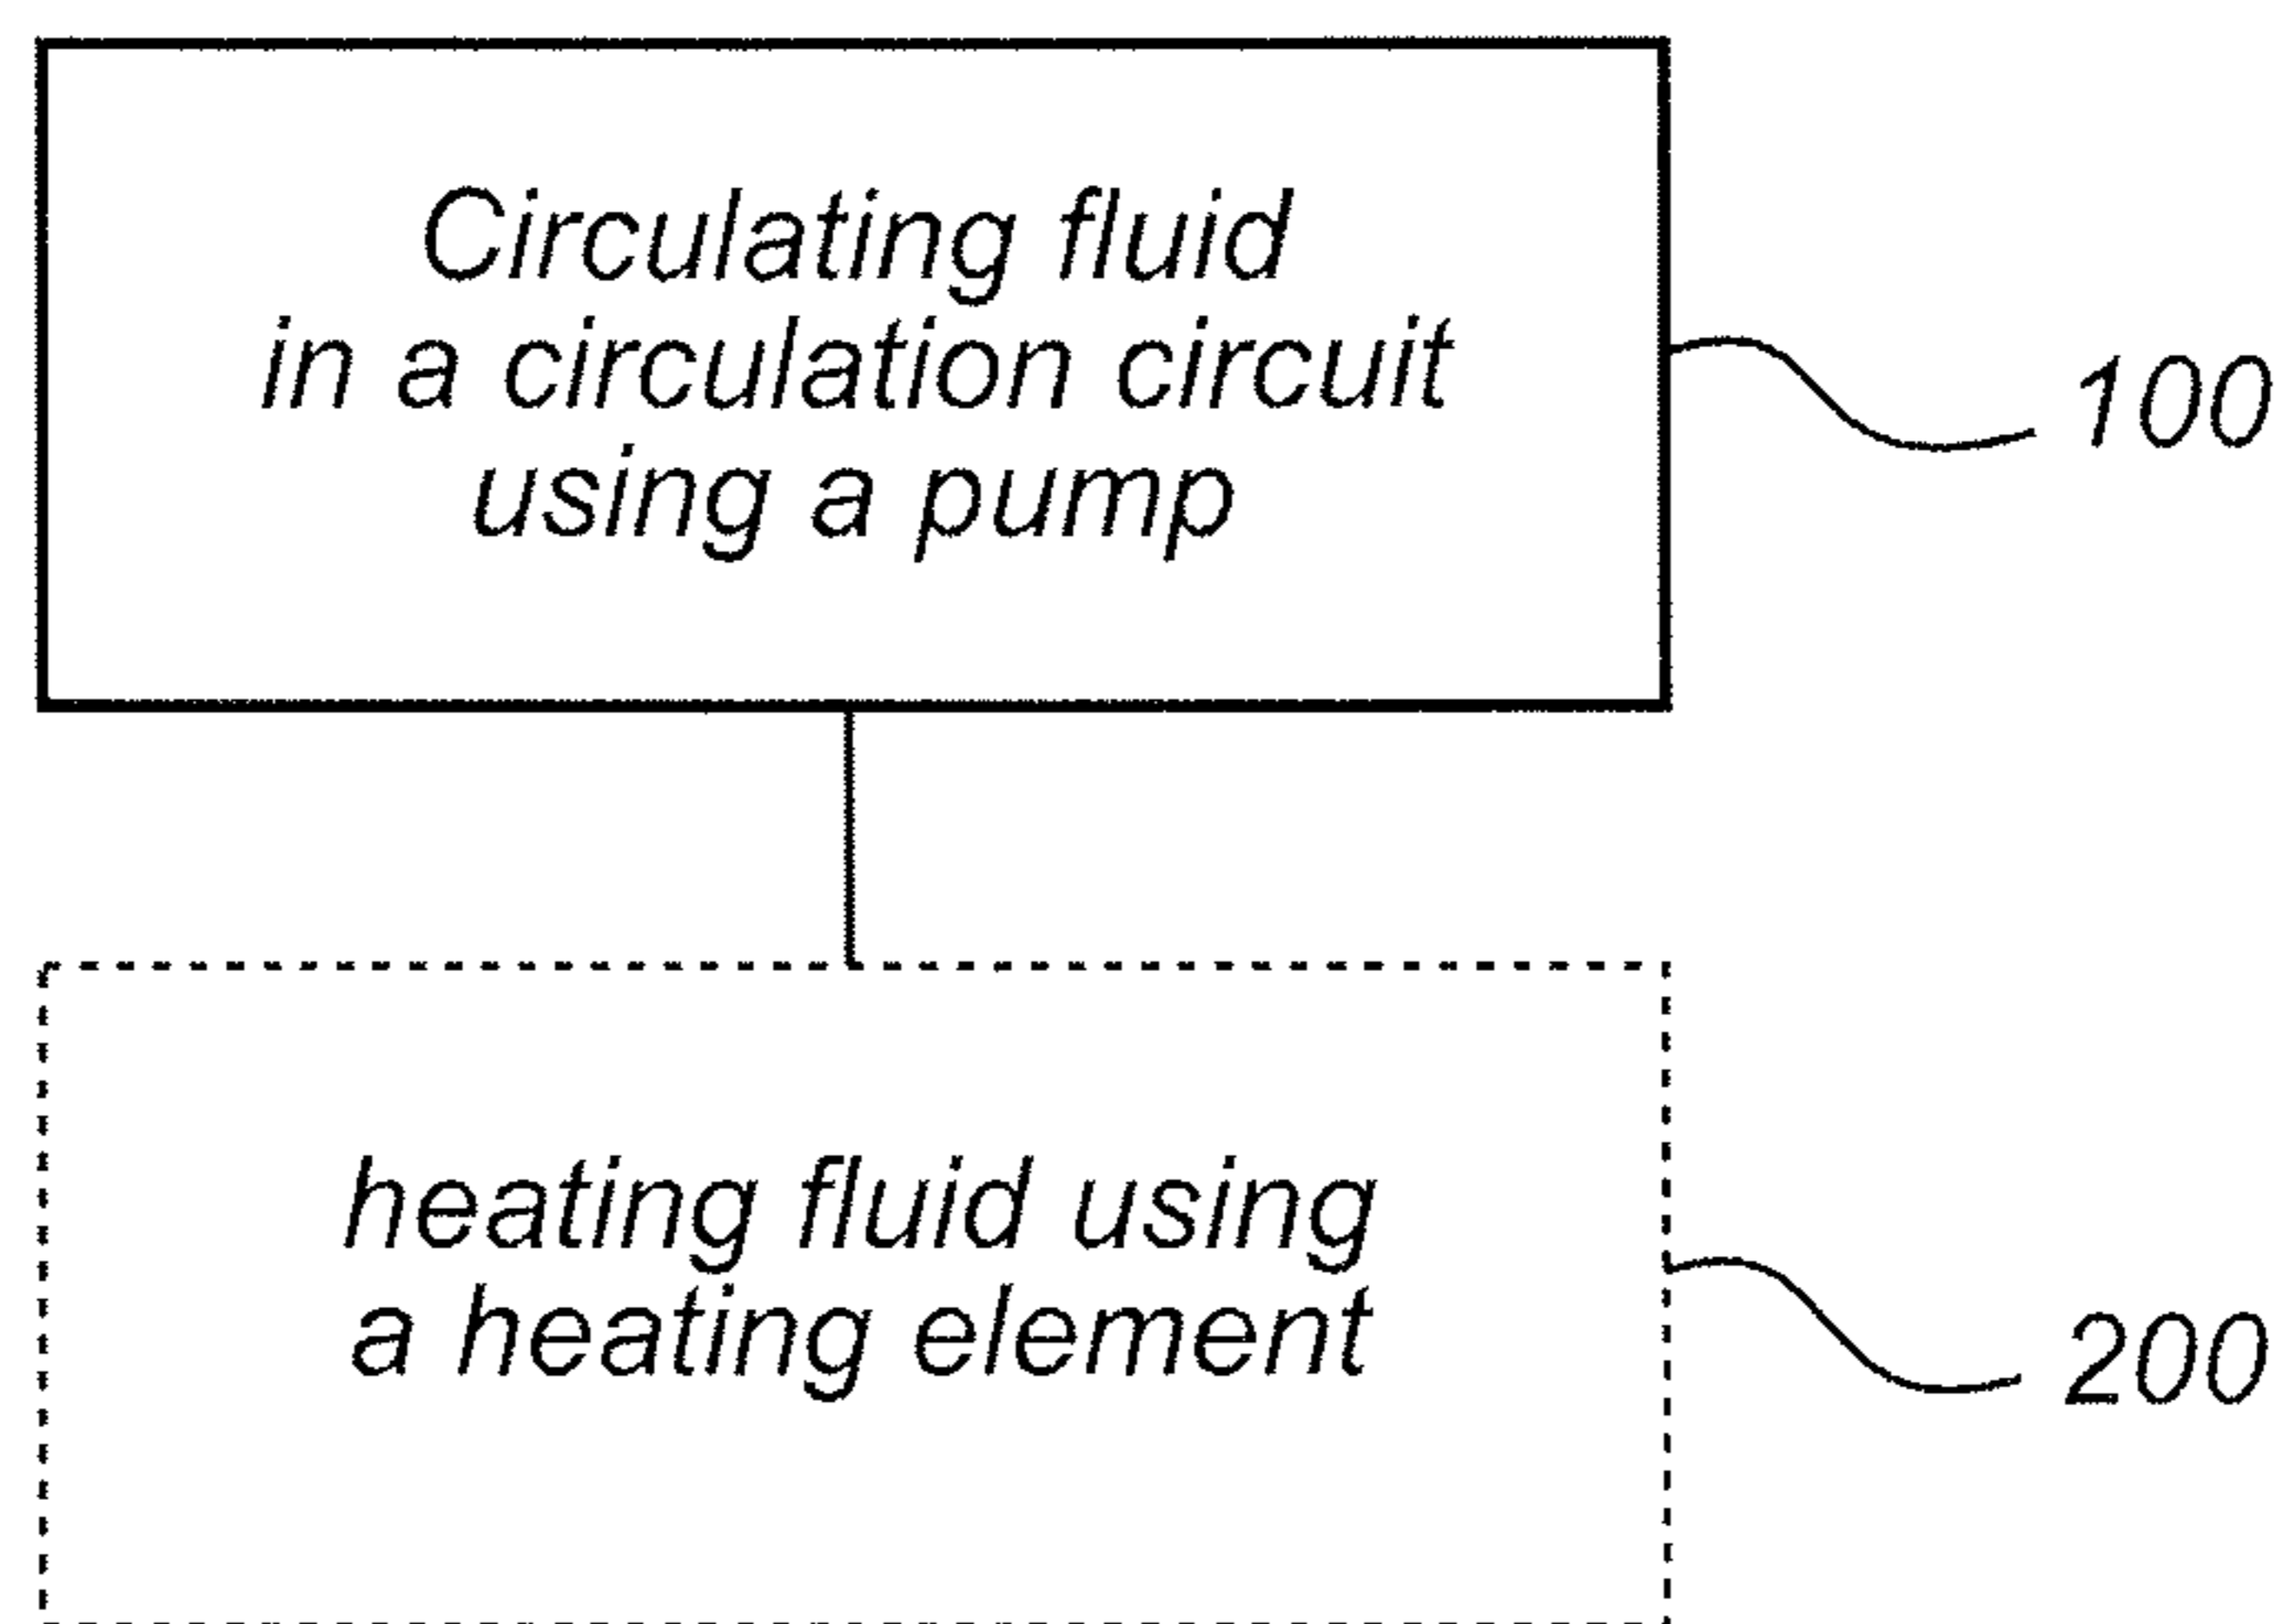 Circulating fluid
in a circulation circuit
using a pump
100
heating fluid using
a heating element
200